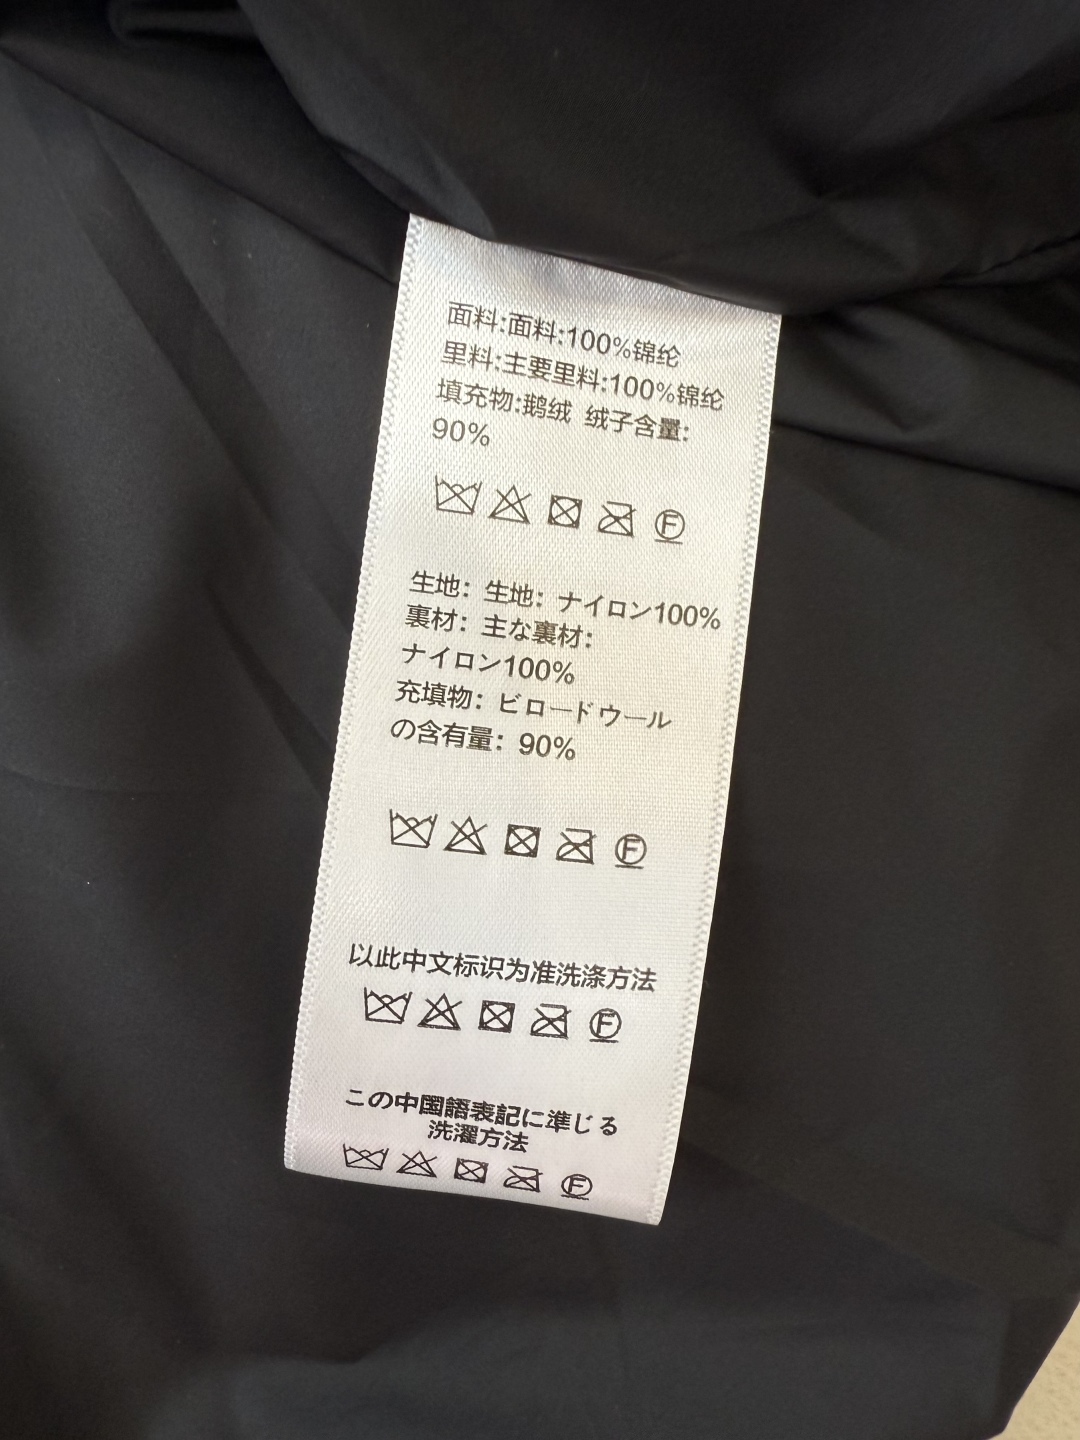 面料:面料:100%锦纶
里料:主要里料:100%锦纶
填充物:鹅绒 绒子含量:
90%
F
生地：生地：ナイロン100%
裏材：主な裏材：
ナイロン100%
充填物：ビロードウール
の含有量：90%
F
以此中文标识为准洗涤方法
F
この中国語表記に準じる
洗濯方法
F